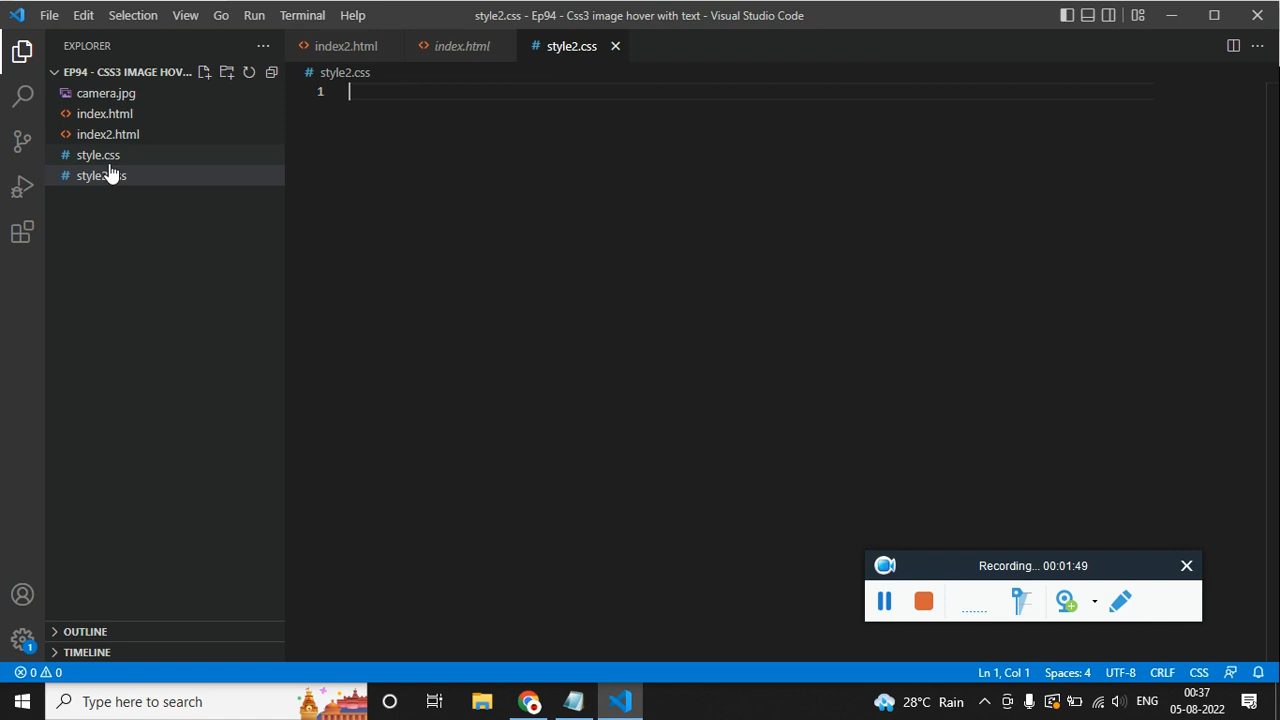 File Edit Selection View Go Run Terminal Help style2.css - Ep94 - Css3 image hover with text - Visual Studio Code
EXPLORER
index2.html index.html # style2.css
EP94 - CSS3 IMAGE HOV...
# style2.css
camera.jpg
1
index.html
index2.html
# style.css
#
Recording... 00:01:49
OUTLINE
TIMELINE
0 0
Ln 1, Col 1 Spaces: 4 UTF-8 CRLF CSS
1
Type here to search
28°C Rain
ENG
00:37
05-08-2022